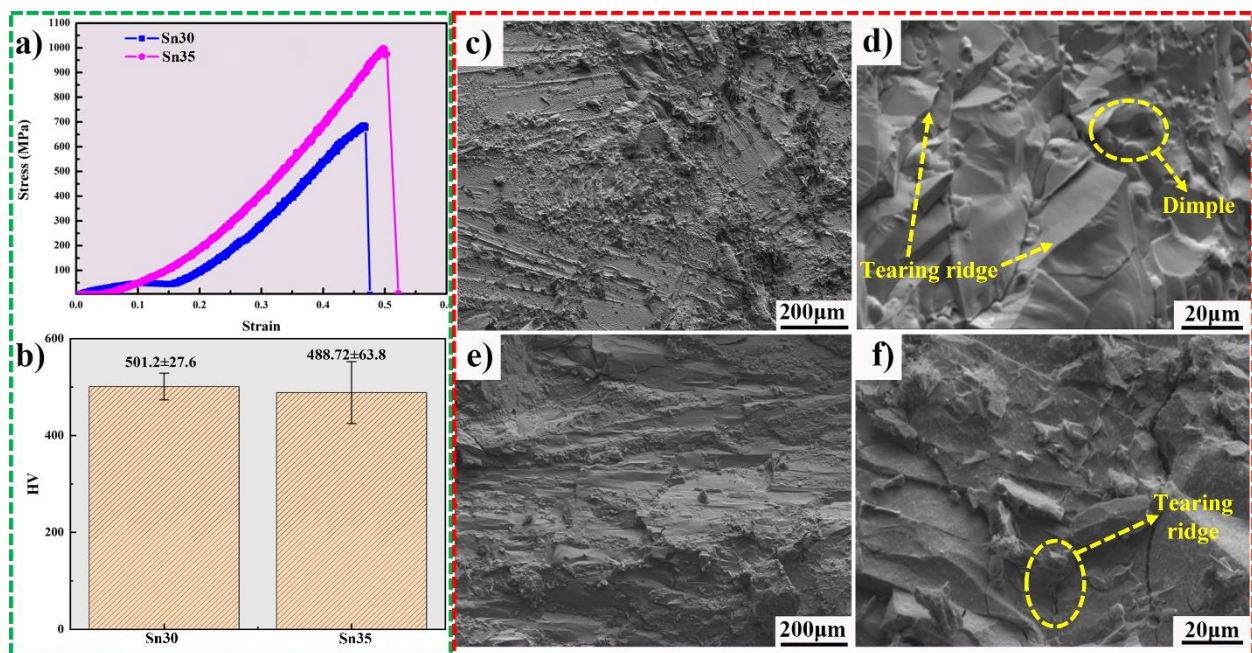 a)
Sn30
Sn35
1100
1000
900
800
700
600
500
400
300
200
100
Stress (MPa)
0.0 0.1 0.2 0.3 0.4 0.5 0.
Strain
b)
600
400
200
0
HV
501.2±27.6
488.72±63.8
Sn30 Sn35
c)
200μm
d)
Dimple
Tearing ridge
20μm
e)
200μm
f)
Tearing
ridge
20μm